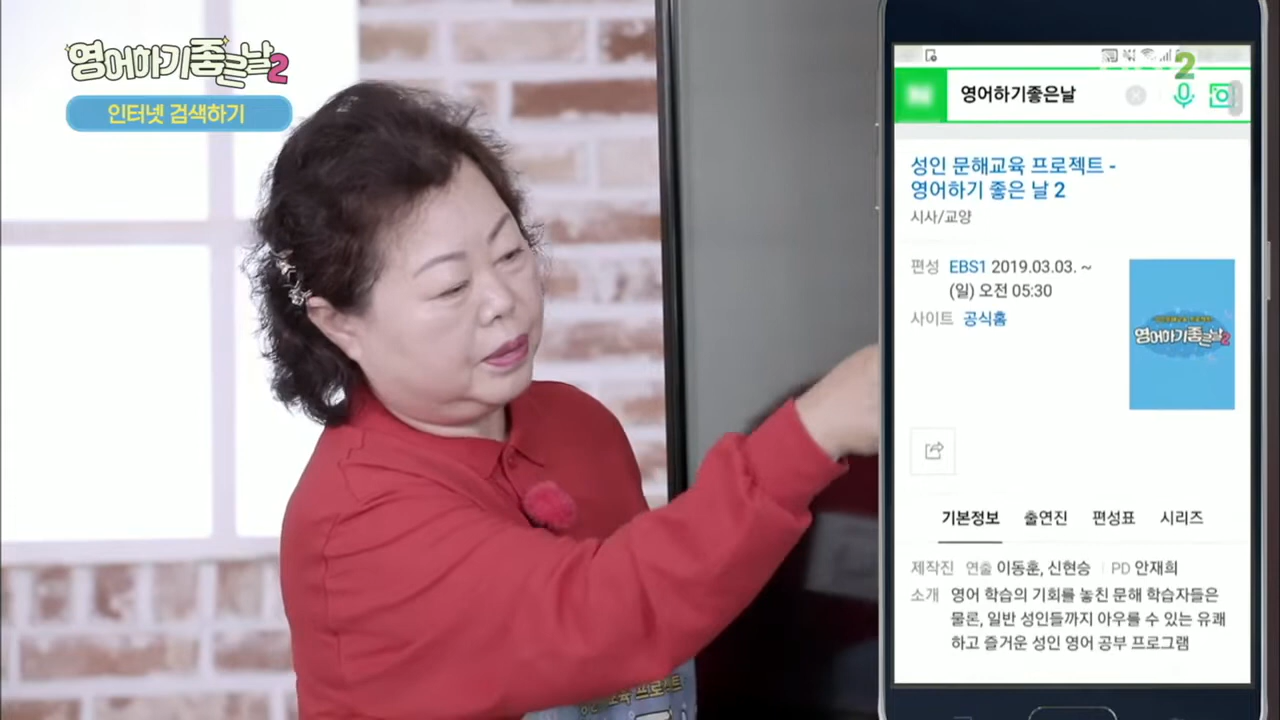 영어하기좋은날2
인터넷 검색하기
2
영어하기좋은날
성인 문해교육 프로젝트 -
영어하기 좋은 날 2
시사/교양
편성 EBS1 2019.03.03. ~
(일) 오전 05:30
사이트 공식홈
영어하기좋은날2
기본정보 출연진 편성표 시리즈
제작진 연출 이동훈, 신현승 PD 안재희
소개 영어 학습의 기회를 놓친 문해 학습자들은
물론, 일반 성인들까지 아우를 수 있는 유쾌
하고 즐거운 성인 영어 공부 프로그램
교육 프로젝트